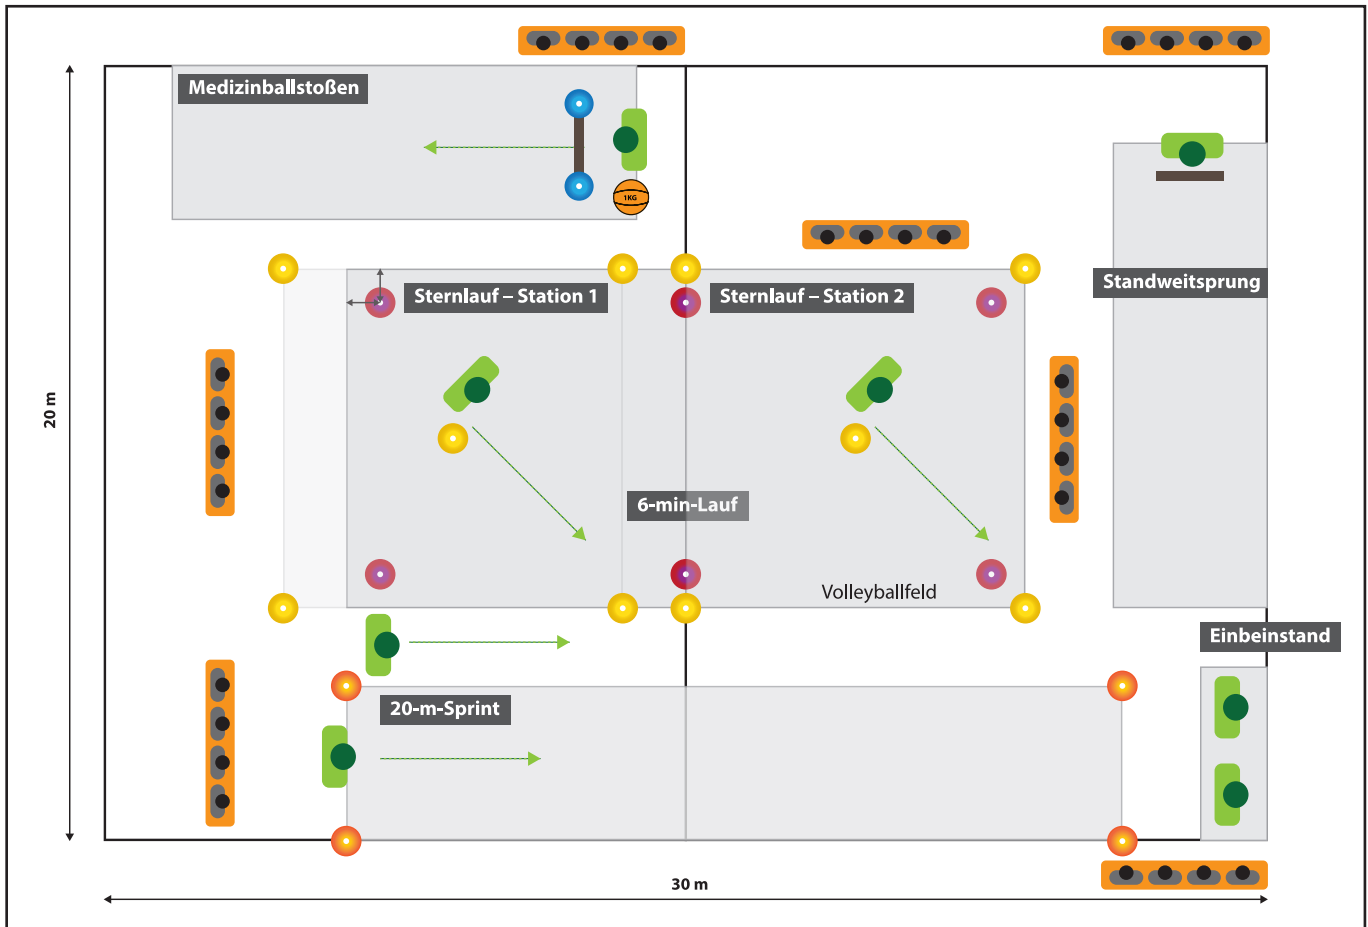 Medizinballstoßen
1KG
Standweitsprung
Sternlauf – Station 1
Sternlauf – Station 2
20 m
6-min-Lauf
Volleyballfeld
Einbeinstand
20-m-Sprint
30 m